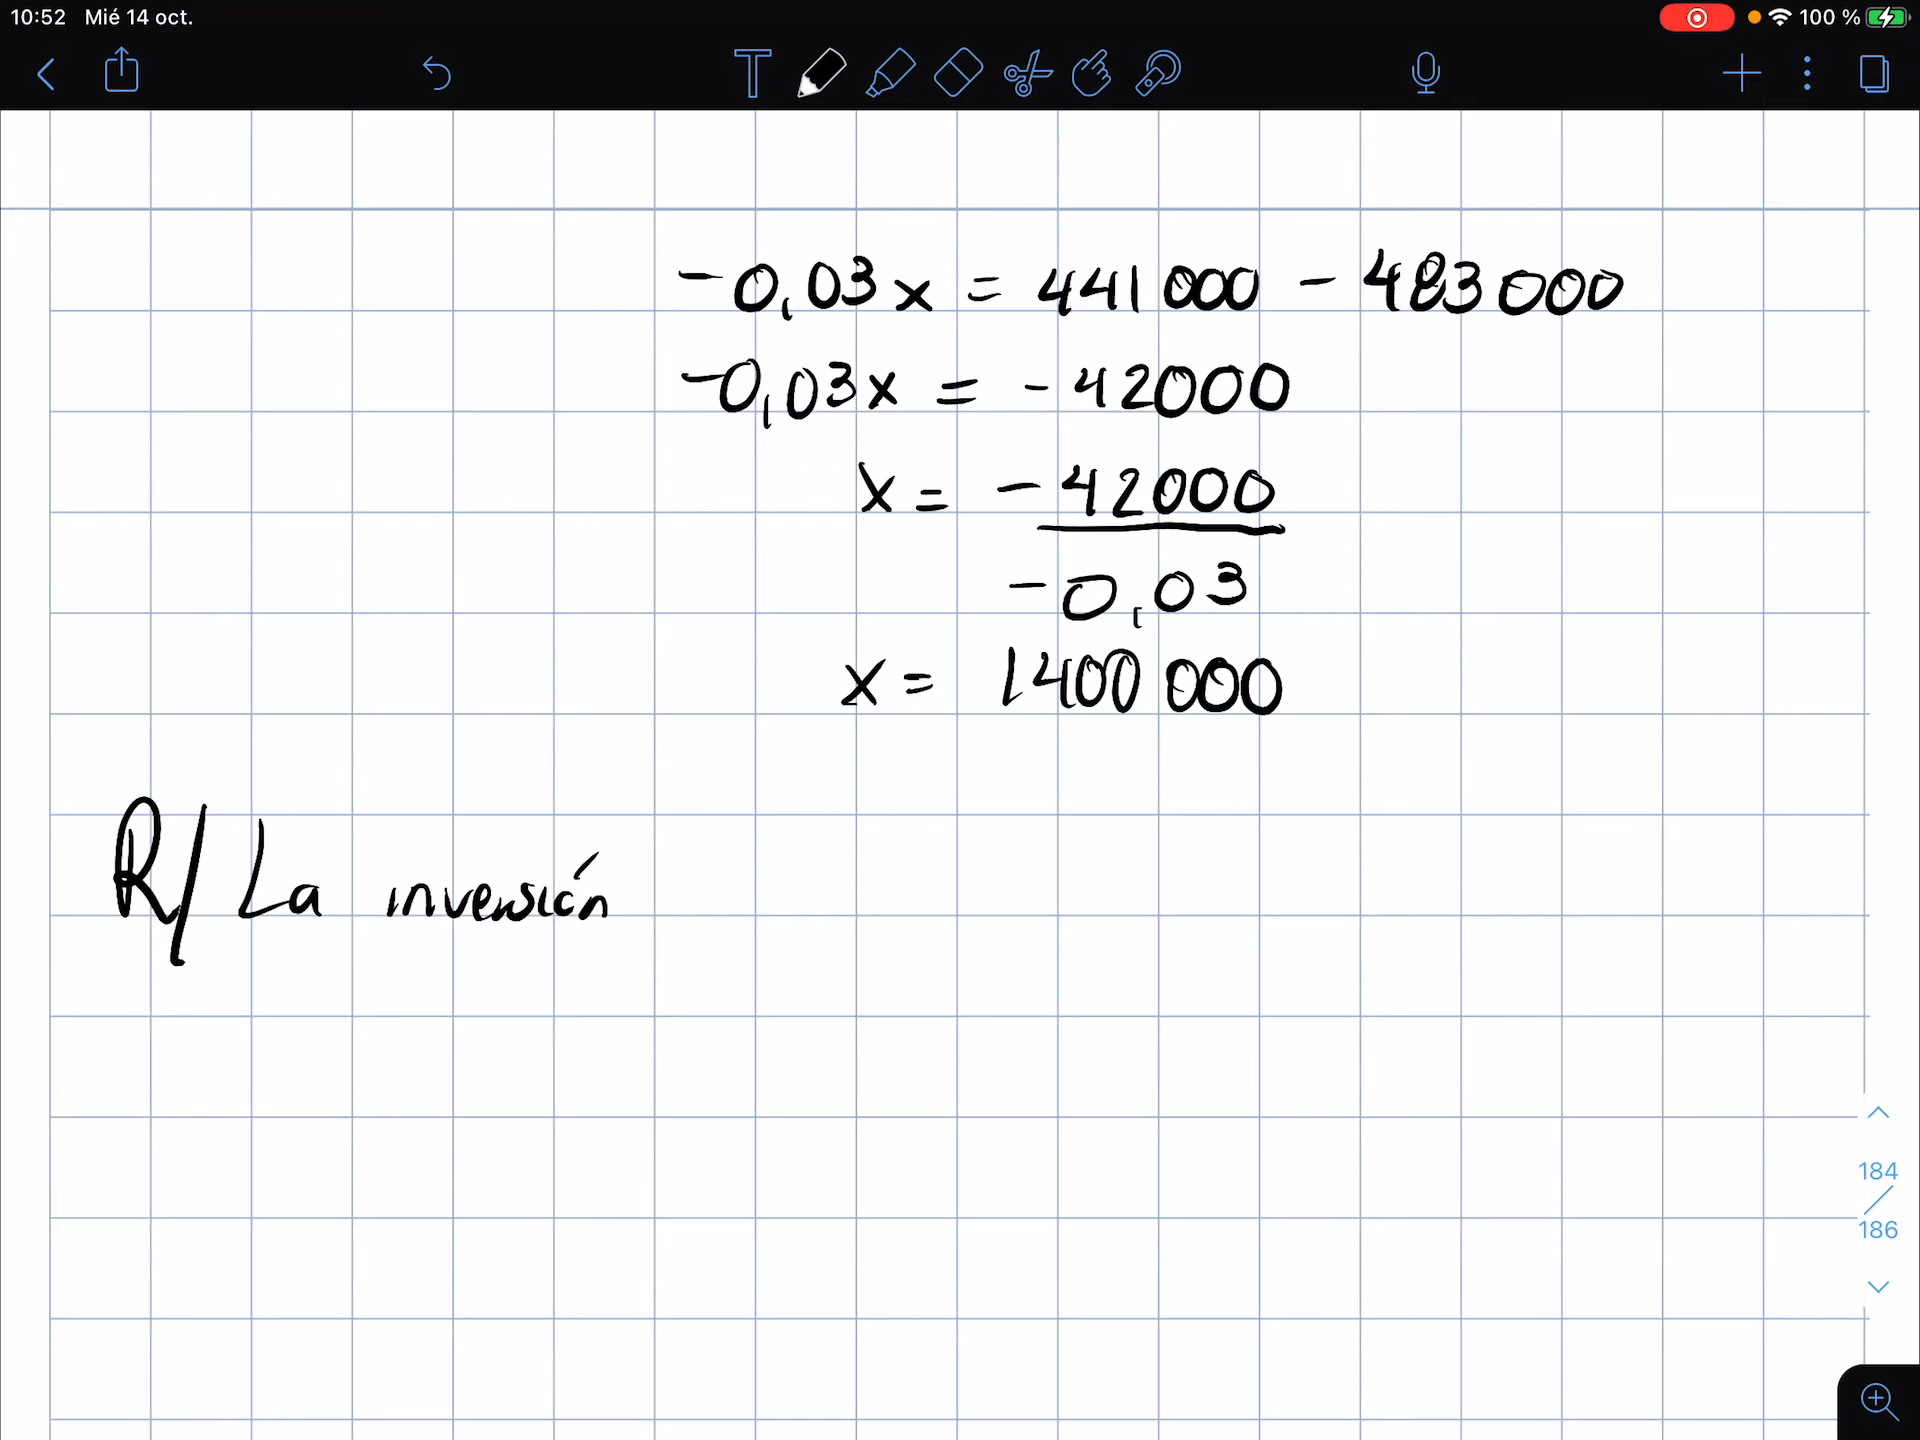 10:52 Mié 14 oct. 100 %
-0,03x = 441 000 - 483 000
-0,03x = -42000
x = -42000
-0,03
x = 1400 000
R/ La inversión
184
186